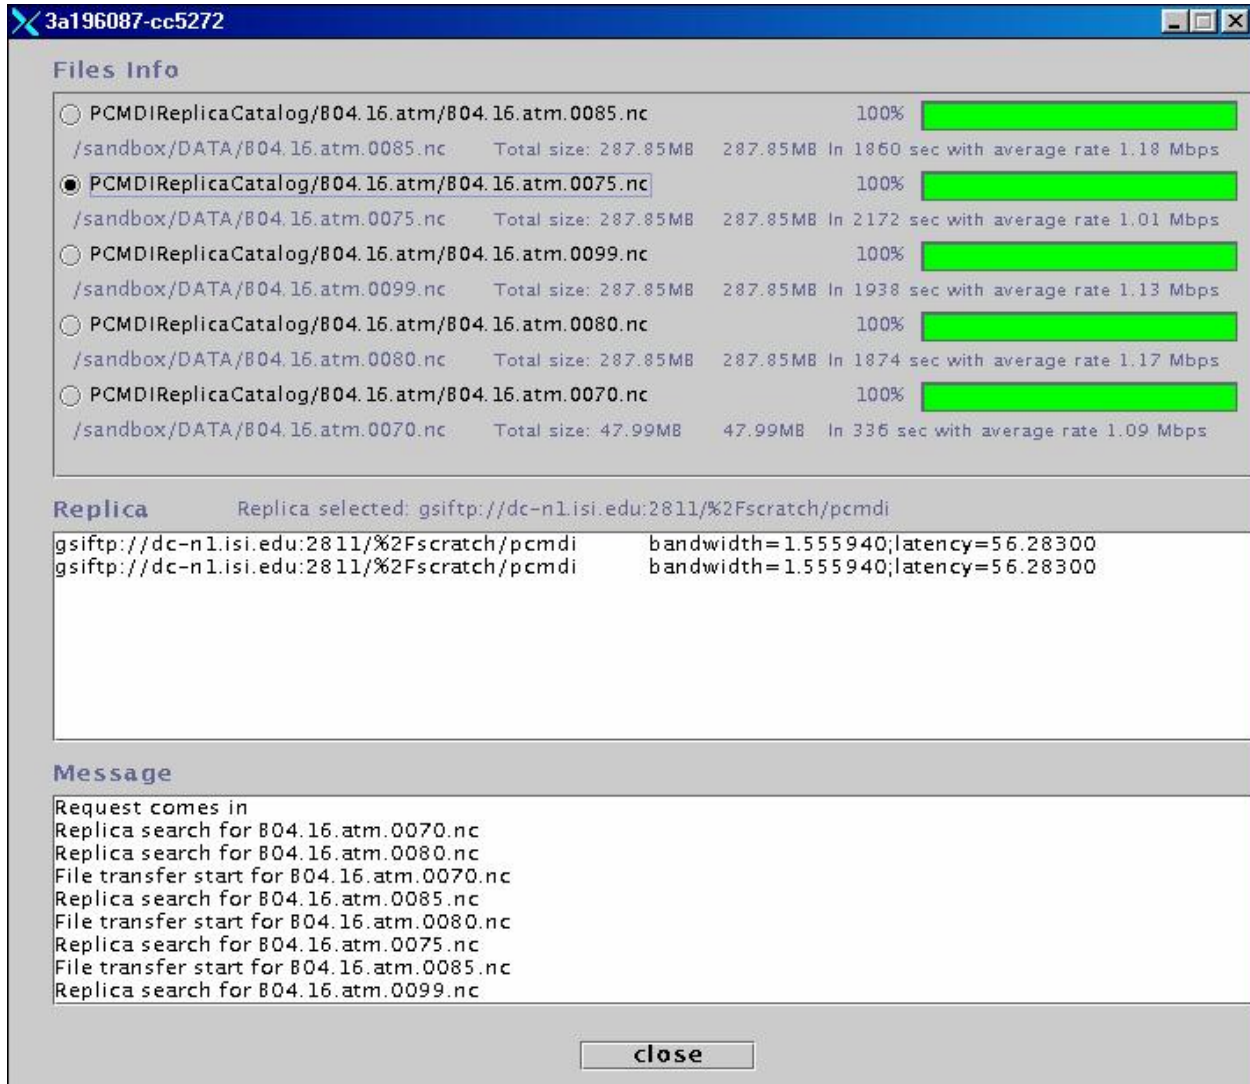 3a196087-cc5272
Files Info
PCMDIReplicaCatalog/B04.16.atm/B04.16.atm.0085.nc 100%
/sandbox/DATA/B04.16.atm.0085.nc Total size: 287.85MB 287.85MB In 1860 sec with average rate 1.18 Mbps
PCMDIReplicaCatalog/B04.16.atm/B04.16.atm.0075.nc 100%
/sandbox/DATA/B04.16.atm.0075.nc Total size: 287.85MB 287.85MB In 2172 sec with average rate 1.01 Mbps
PCMDIReplicaCatalog/B04.16.atm/B04.16.atm.0099.nc 100%
/sandbox/DATA/B04.16.atm.0099.nc Total size: 287.85MB 287.85MB In 1938 sec with average rate 1.13 Mbps
PCMDIReplicaCatalog/B04.16.atm/B04.16.atm.0080.nc 100%
/sandbox/DATA/B04.16.atm.0080.nc Total size: 287.85MB 287.85MB In 1874 sec with average rate 1.17 Mbps
PCMDIReplicaCatalog/B04.16.atm/B04.16.atm.0070.nc 100%
/sandbox/DATA/B04.16.atm.0070.nc Total size: 47.99MB 47.99MB In 336 sec with average rate 1.09 Mbps
Replica Replica selected: gsiftp://dc-n1.isi.edu:2811/%2Fscratch/pcmdi
gsiftp://dc-n1.isi.edu:2811/%2Fscratch/pcmdi bandwidth=1.555940;latency=56.28300
gsiftp://dc-n1.isi.edu:2811/%2Fscratch/pcmdi bandwidth=1.555940;latency=56.28300
Message
Request comes in
Replica search for B04.16.atm.0070.nc
Replica search for B04.16.atm.0080.nc
File transfer start for B04.16.atm.0070.nc
Replica search for B04.16.atm.0085.nc
File transfer start for B04.16.atm.0080.nc
Replica search for B04.16.atm.0075.nc
File transfer start for B04.16.atm.0085.nc
Replica search for B04.16.atm.0099.nc
close